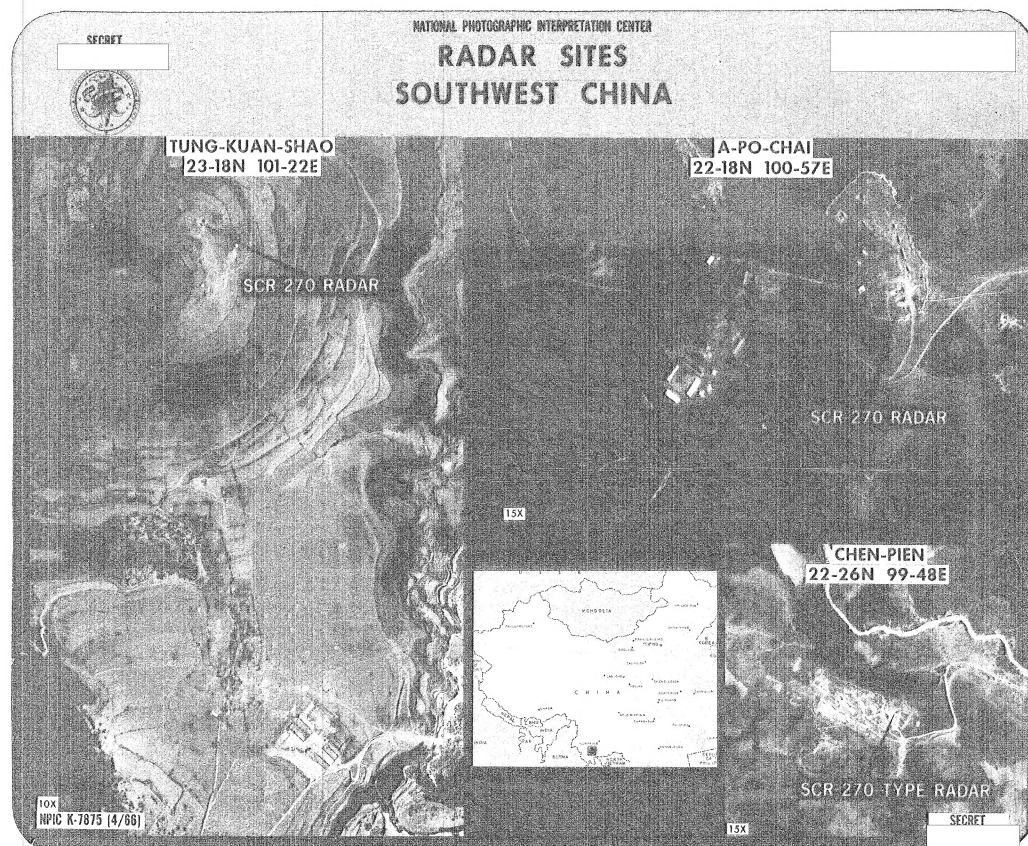 NATIONAL PHOTOGRAPHIC INTERPRETATION CENTER
SECRET
RADAR SITES
SOUTHWEST CHINA
TUNG-KUAN-SHAO
23-18N 101-22E
A-PO-CHAI
22-18N 100-57E
SCR 270 RADAR
SCR 270 RADAR
15X
CHEN-PIEN
22-26N 99-48E
MONGOLIA
CHINA
NEPAL
INDIA
INDIA
BURMA
SCR 270 TYPE RADAR
10X
NPIC K-7875 (4/66)
15X
SECRET